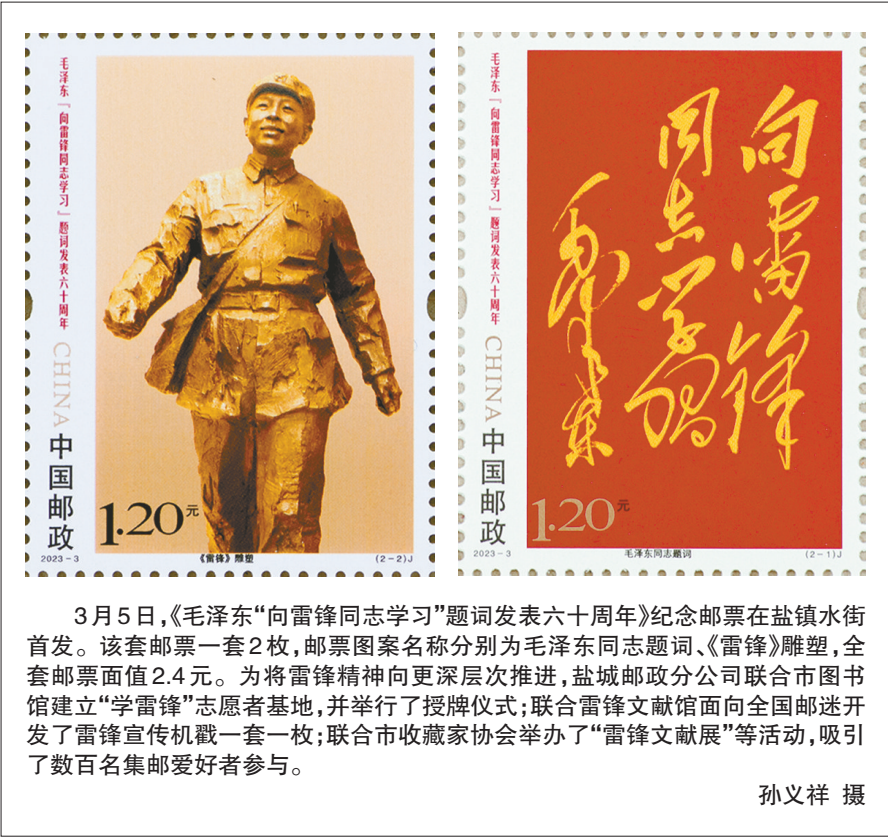 毛泽东“向雷锋同志学习”题词发表六十周年
CHINA
中国邮政
1.20元
2023-3
《雷锋》雕塑
(2-2)J
毛泽东“向雷锋同志学习”题词发表六十周年
CHINA
中国邮政
向雷锋
同志学习
毛泽东
1.20元
2023-3
毛泽东同志题词
(2-1)J
3月5日,《毛泽东“向雷锋同志学习”题词发表六十周年》纪念邮票在盐镇水街
首发。该套邮票一套2枚,邮票图案名称分别为毛泽东同志题词、《雷锋》雕塑,全
套邮票面值2.4元。为将雷锋精神向更深层次推进,盐城邮政分公司联合市图书
馆建立“学雷锋”志愿者基地,并举行了授牌仪式;联合雷锋文献馆面向全国邮迷开
发了雷锋宣传机戳一套一枚;联合市收藏家协会举办了“雷锋文献展”等活动,吸引
了数百名集邮爱好者参与。
孙义祥 摄